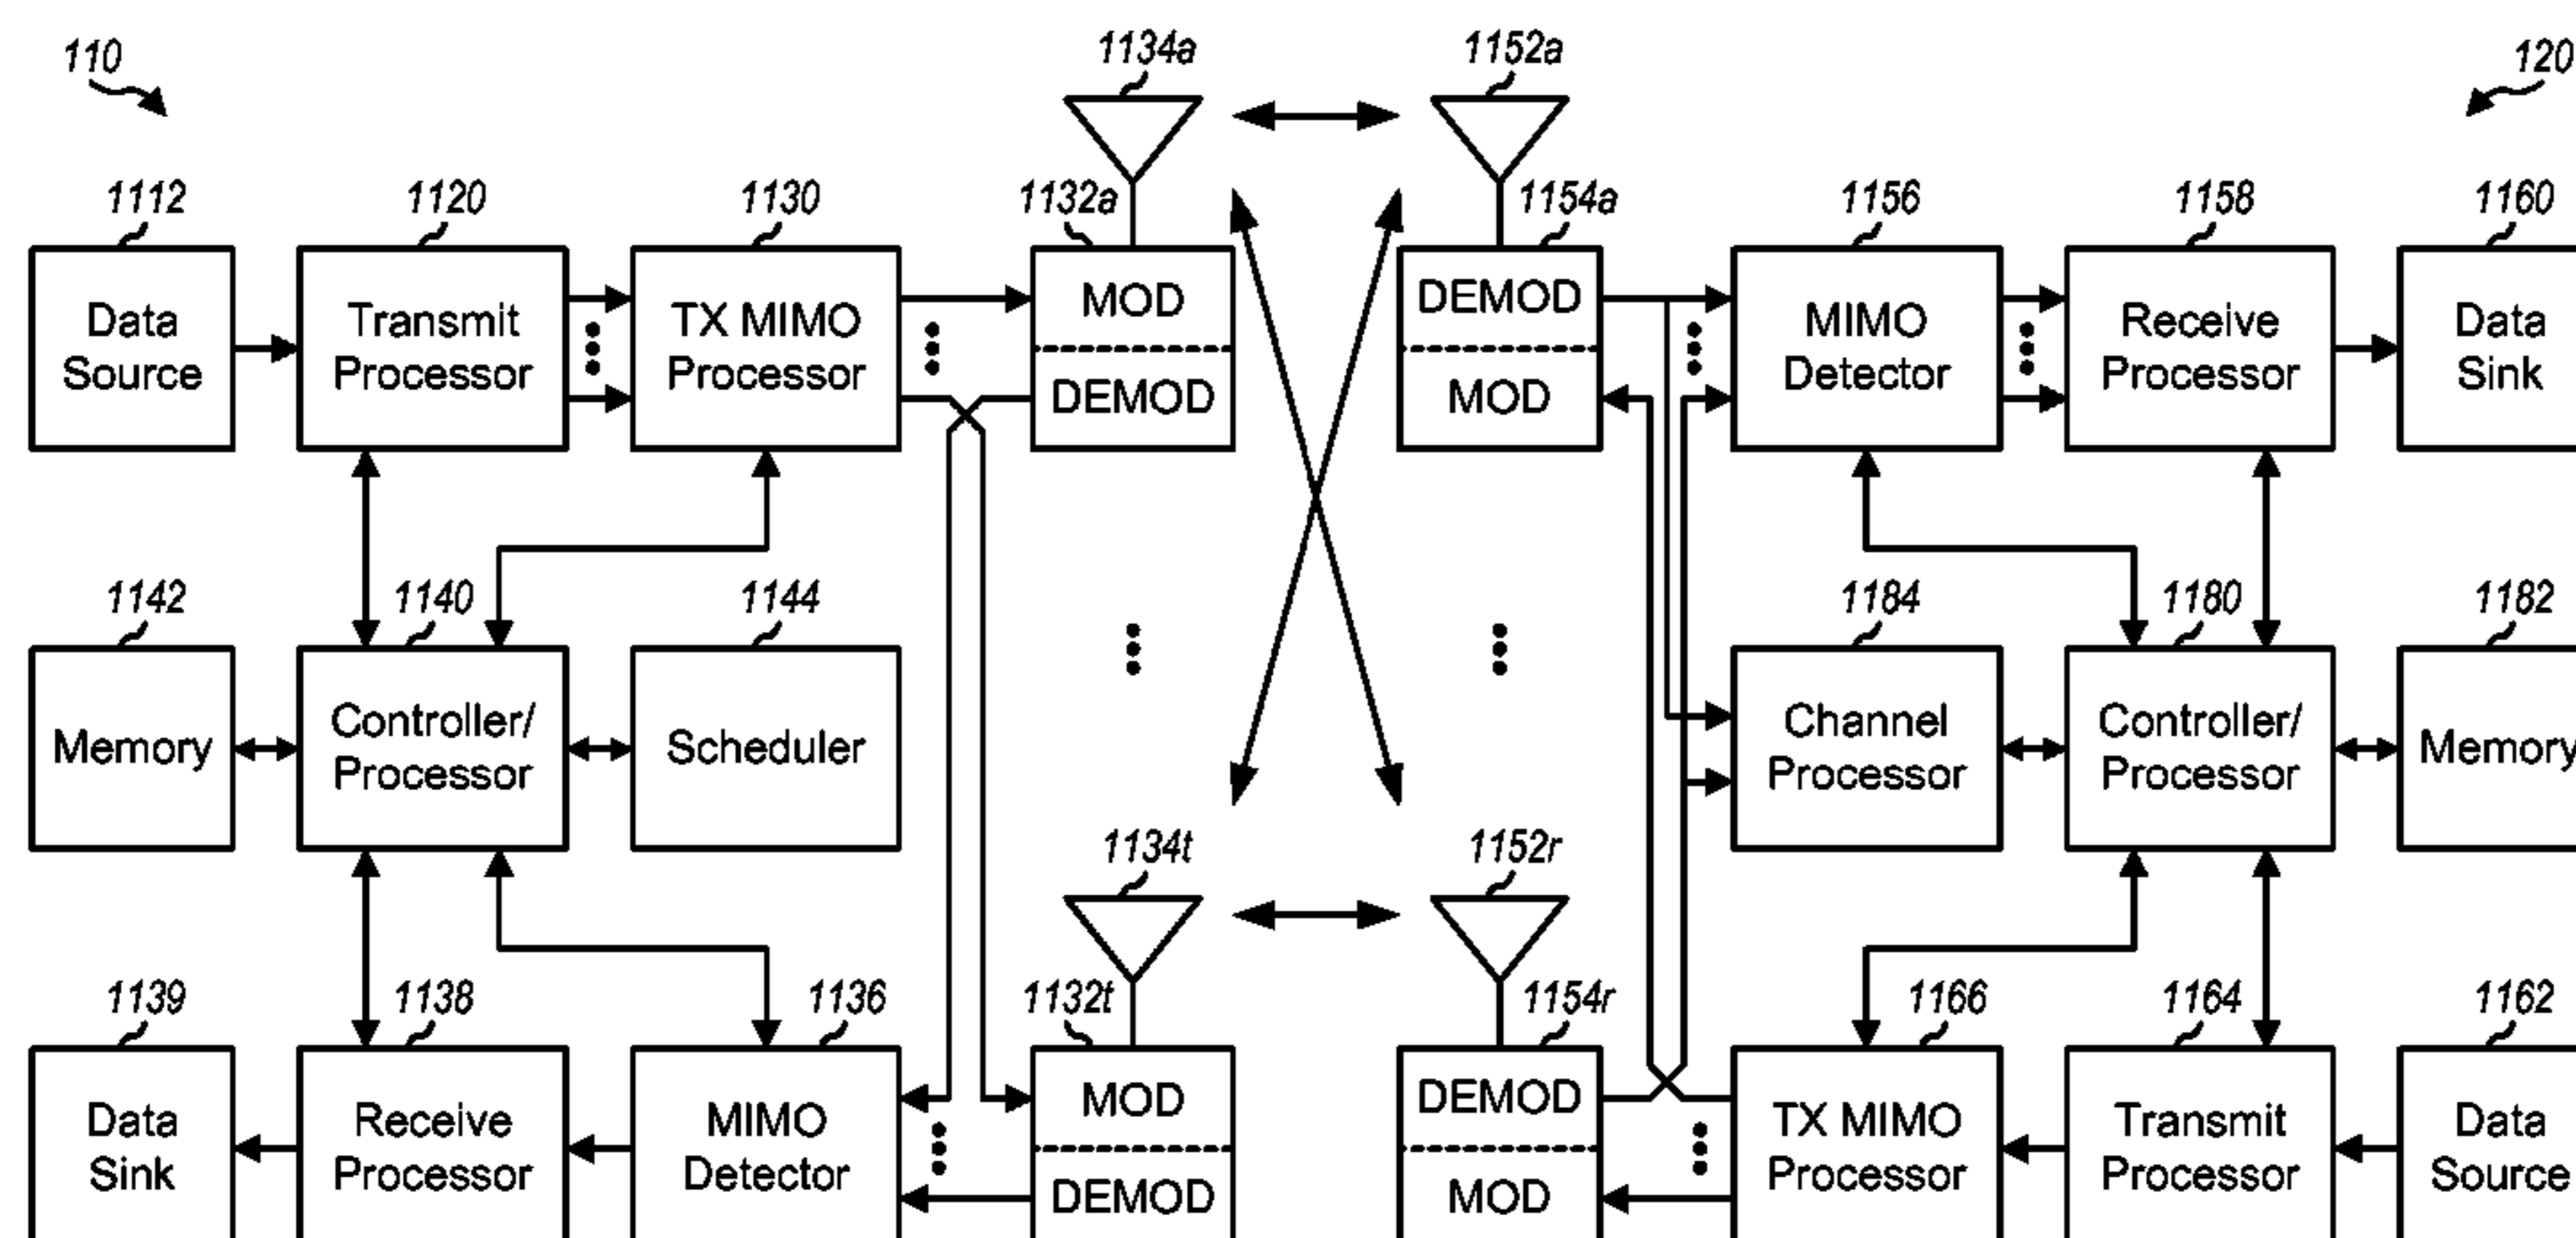 110
1134a
1152a
120
1112
1120
1130
1132a
1154a
1156
1158
1160
Data
Source
Transmit
Processor
TX MIMO
Processor
MOD
DEMOD
DEMOD
MOD
MIMO
Detector
Receive
Processor
Data
Sink
1142
1140
1144
1184
1180
1182
Memory
Controller/
Processor
Scheduler
Channel
Processor
Controller/
Processor
Memory
1134t
1152r
1139
1138
1136
1132t
1154r
1166
1164
1162
Data
Sink
Receive
Processor
MIMO
Detector
MOD
DEMOD
DEMOD
MOD
TX MIMO
Processor
Transmit
Processor
Data
Source